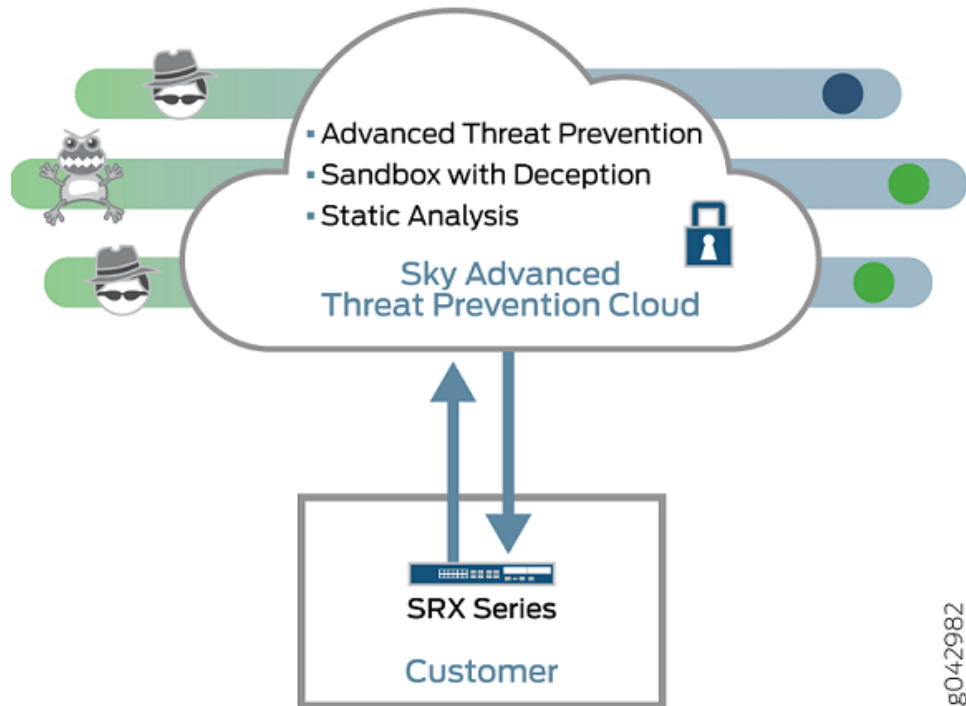 ▪ Advanced Threat Prevention
▪ Sandbox with Deception
▪ Static Analysis
Sky Advanced
Threat Prevention Cloud
SRX Series
Customer
g042982